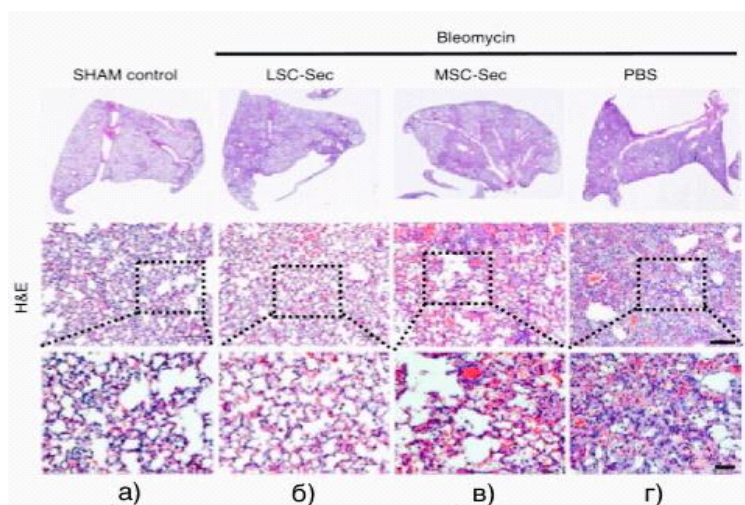 Bleomycin
SHAM control LSC-Sec MSC-Sec PBS
H&E
а) б) в) г)